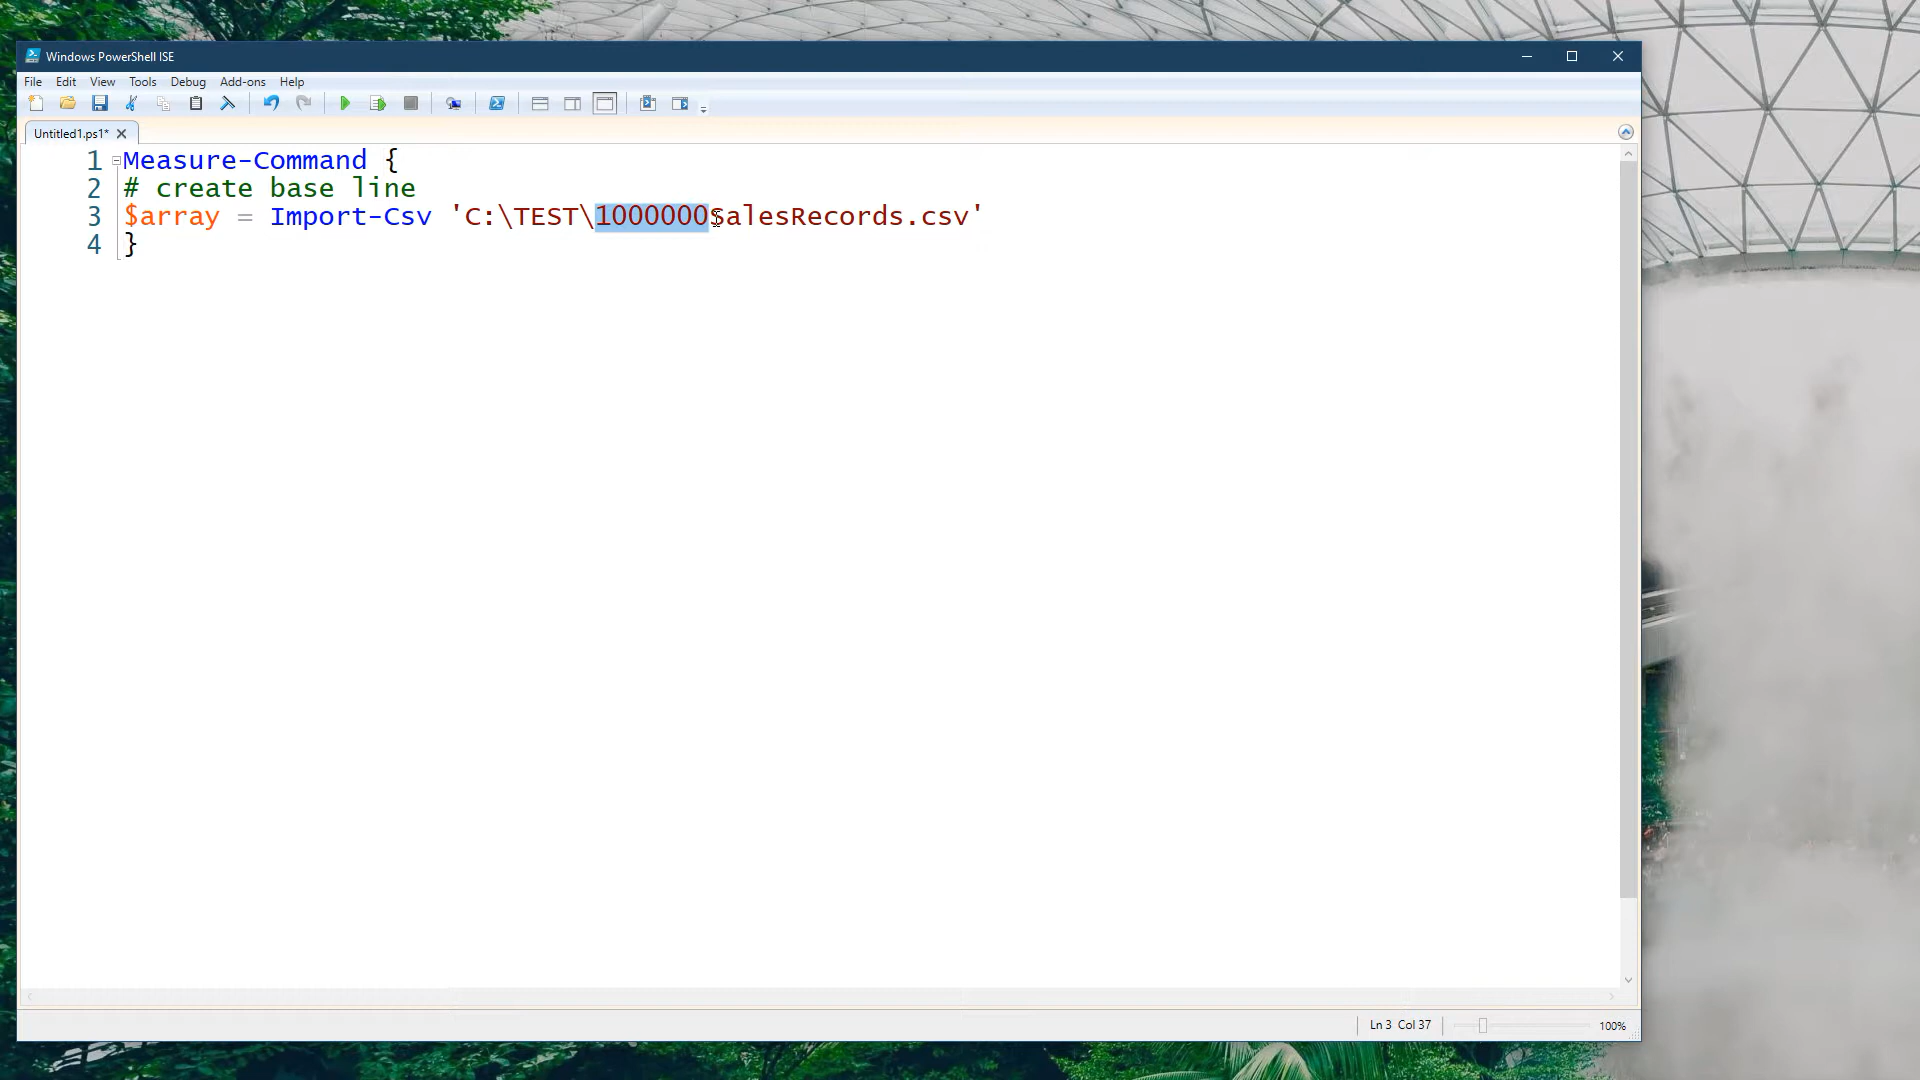 Windows PowerShell ISE
File Edit View Tools Debug Add-ons Help
Untitled1.ps1*
1 Measure-Command {
2 # create base line
3 $array = Import-Csv 'C:\TEST\1000000SalesRecords.csv'
4 }
Ln 3 Col 37 100%